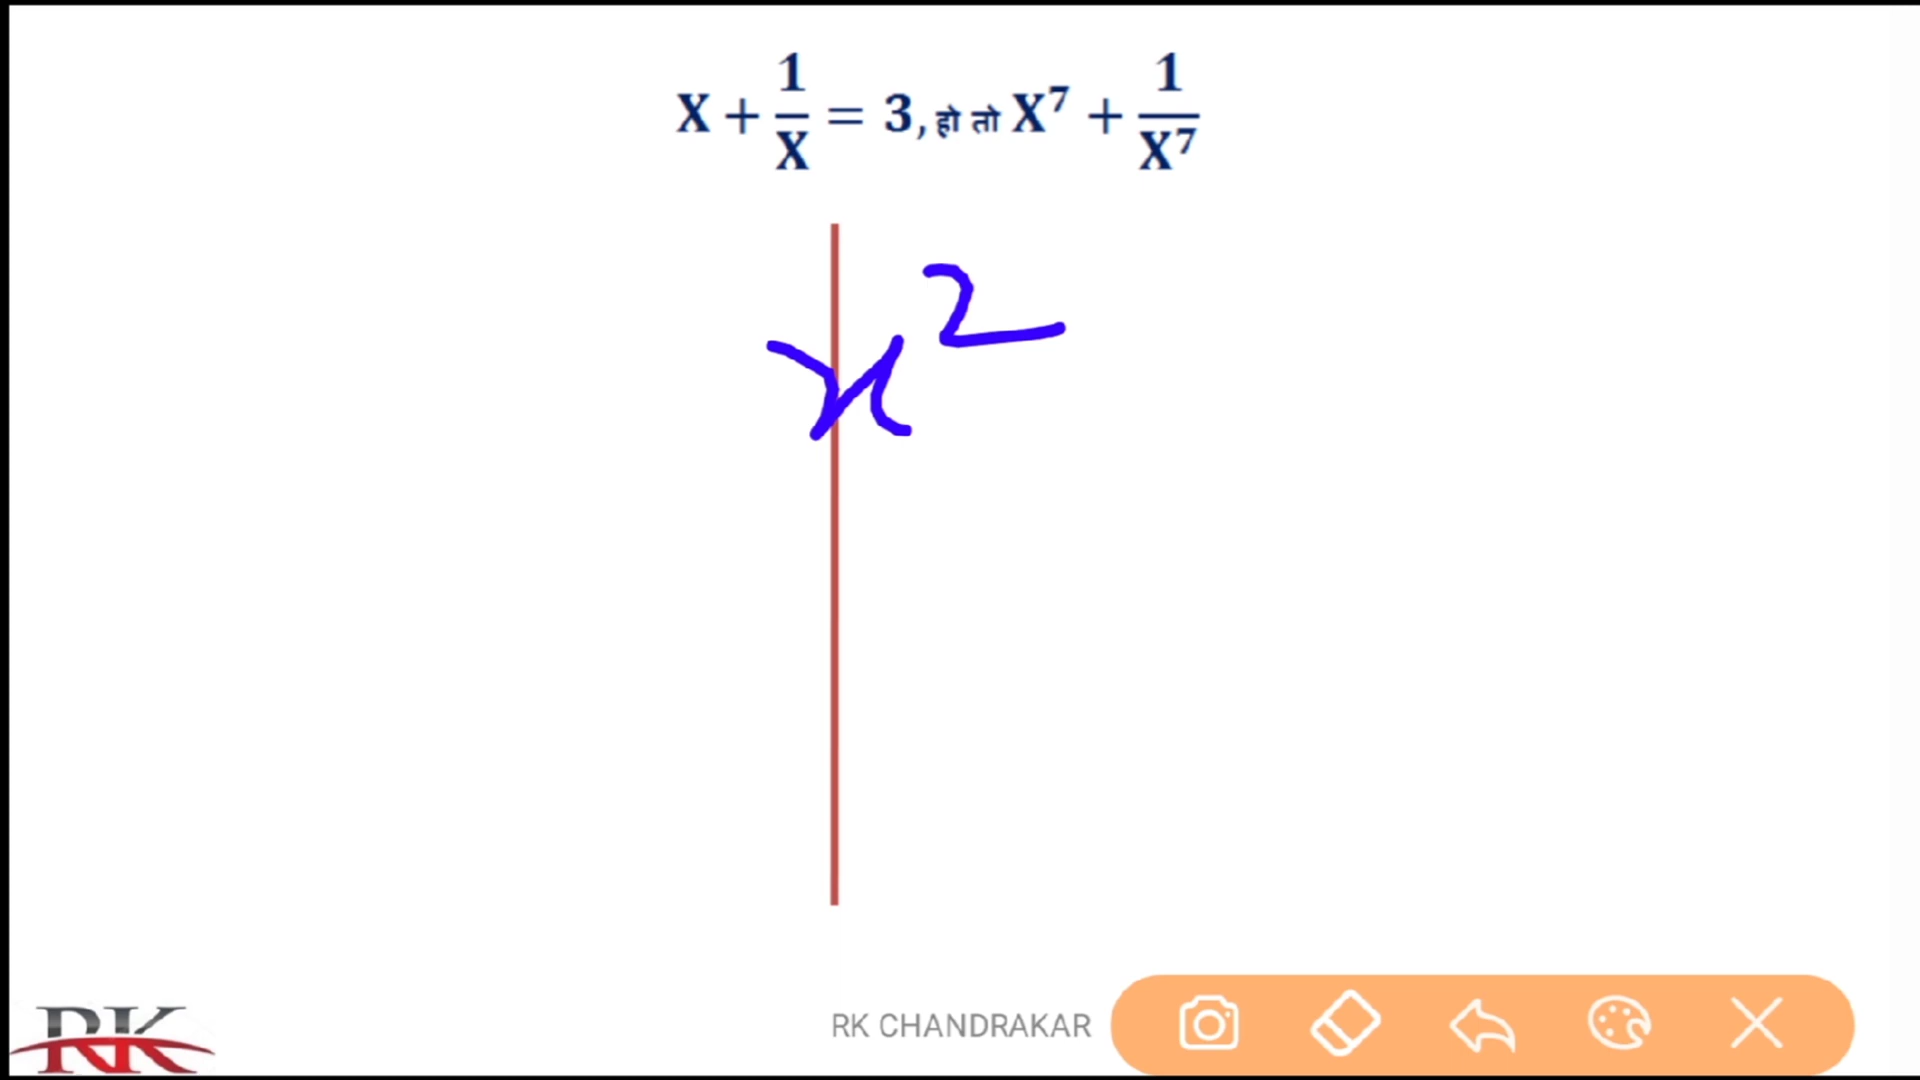 X + 1/X = 3, हो तो X⁷ + 1/X⁷
x²
RK
RK CHANDRAKAR